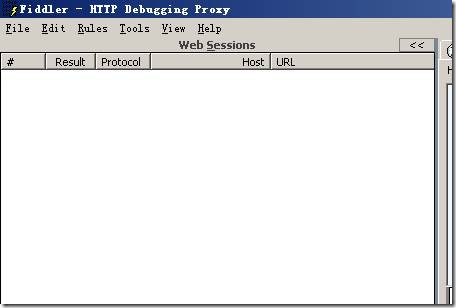 Fiddler - HTTP Debugging Proxy
File Edit Rules Tools View Help
Web Sessions <<
# Result Protocol Host URL